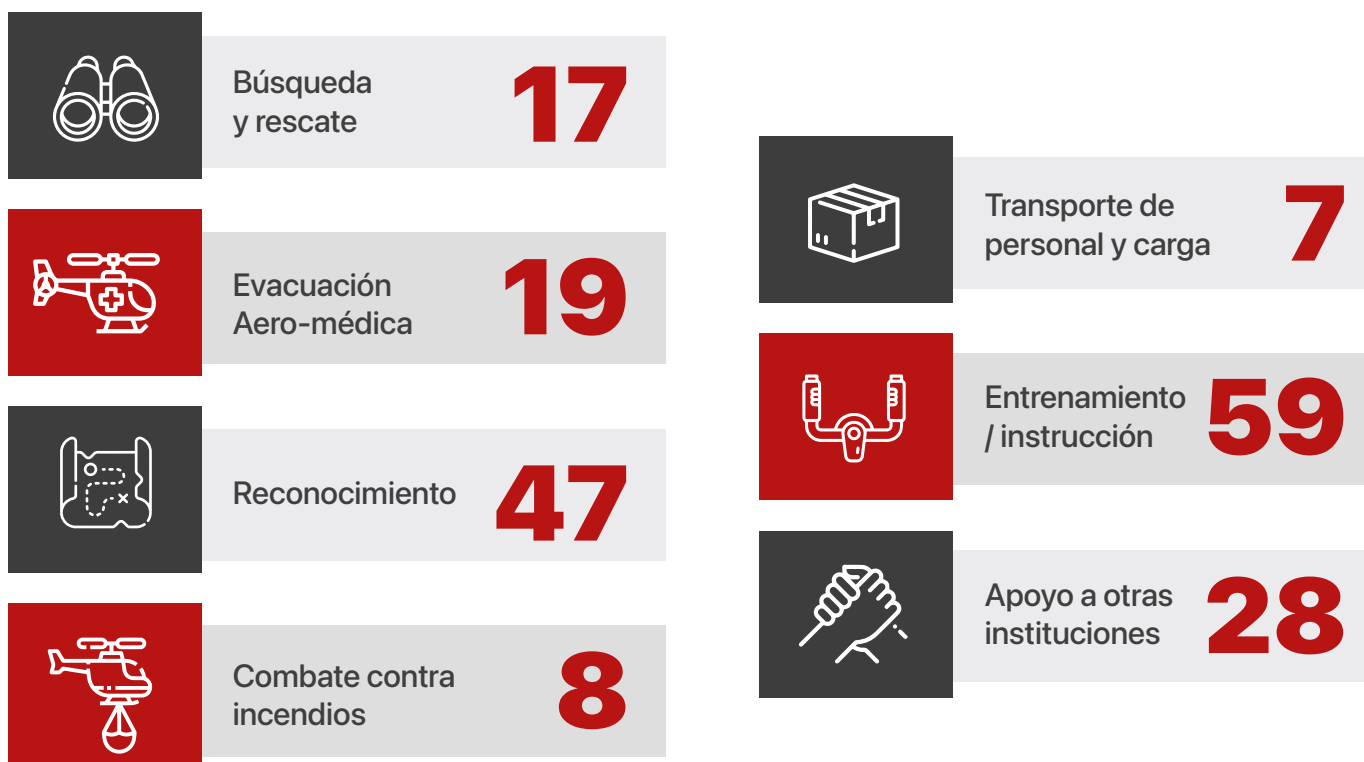 Búsqueda
y rescate
17
Evacuación
Aero-médica
19
Reconocimiento
47
Combate contra
incendios
8
Transporte de
personal y carga
7
Entrenamiento
/ instrucción
59
Apoyo a otras
instituciones
28